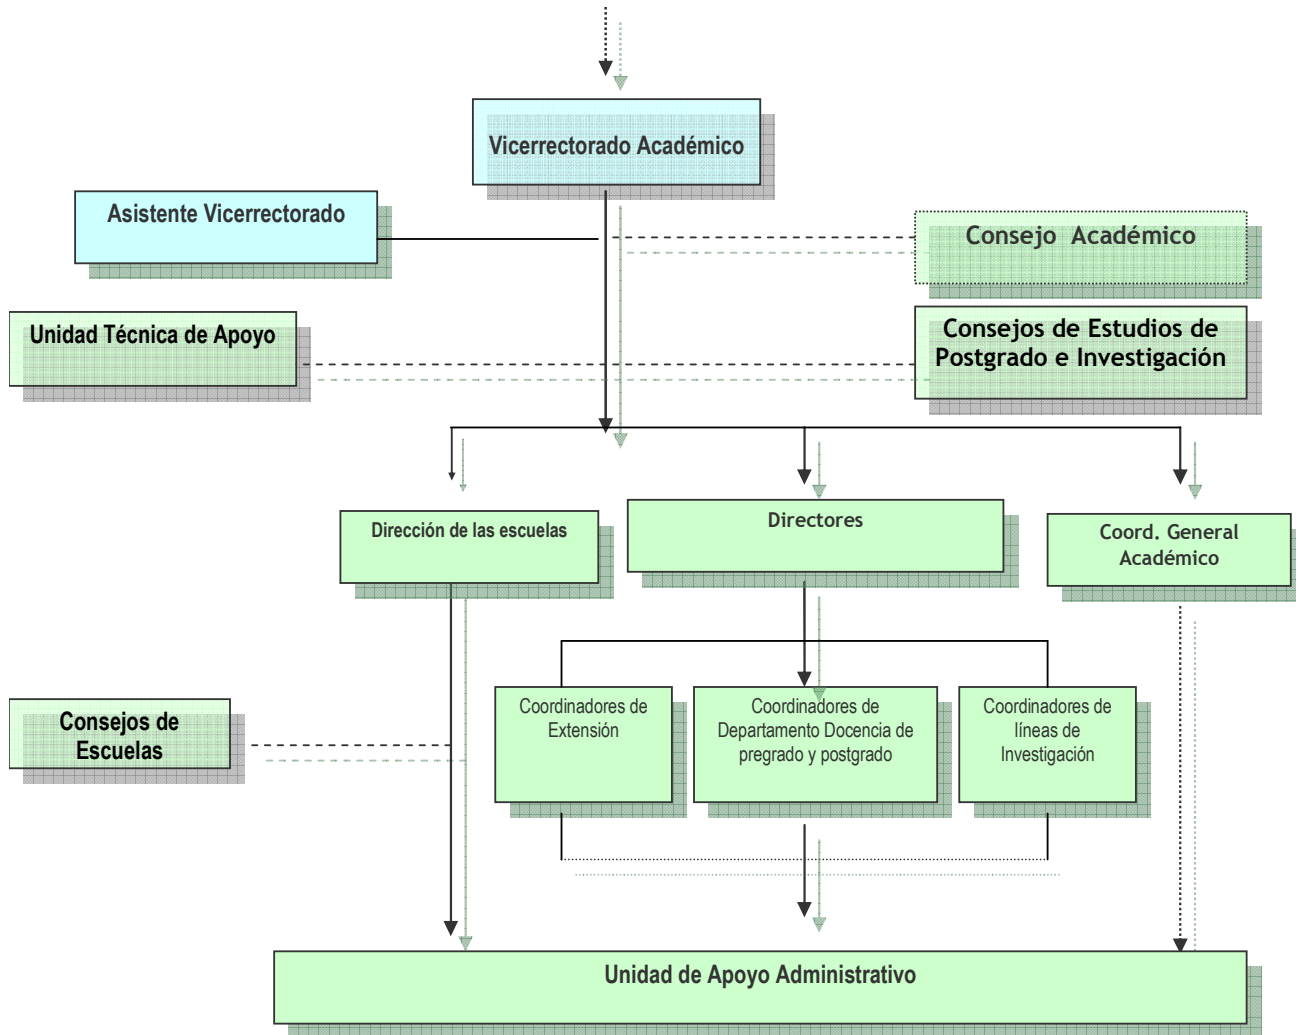 Vicerrectorado Académico
Asistente Vicerrectorado
Consejo Académico
Unidad Técnica de Apoyo
Consejos de Estudios de
Postgrado e Investigación
Dirección de las escuelas
Directores
Coord. General
Académico
Consejos de
Escuelas
Coordinadores de
Extensión
Coordinadores de
Departamento Docencia de
pregrado y postgrado
Coordinadores de
líneas de
Investigación
Unidad de Apoyo Administrativo